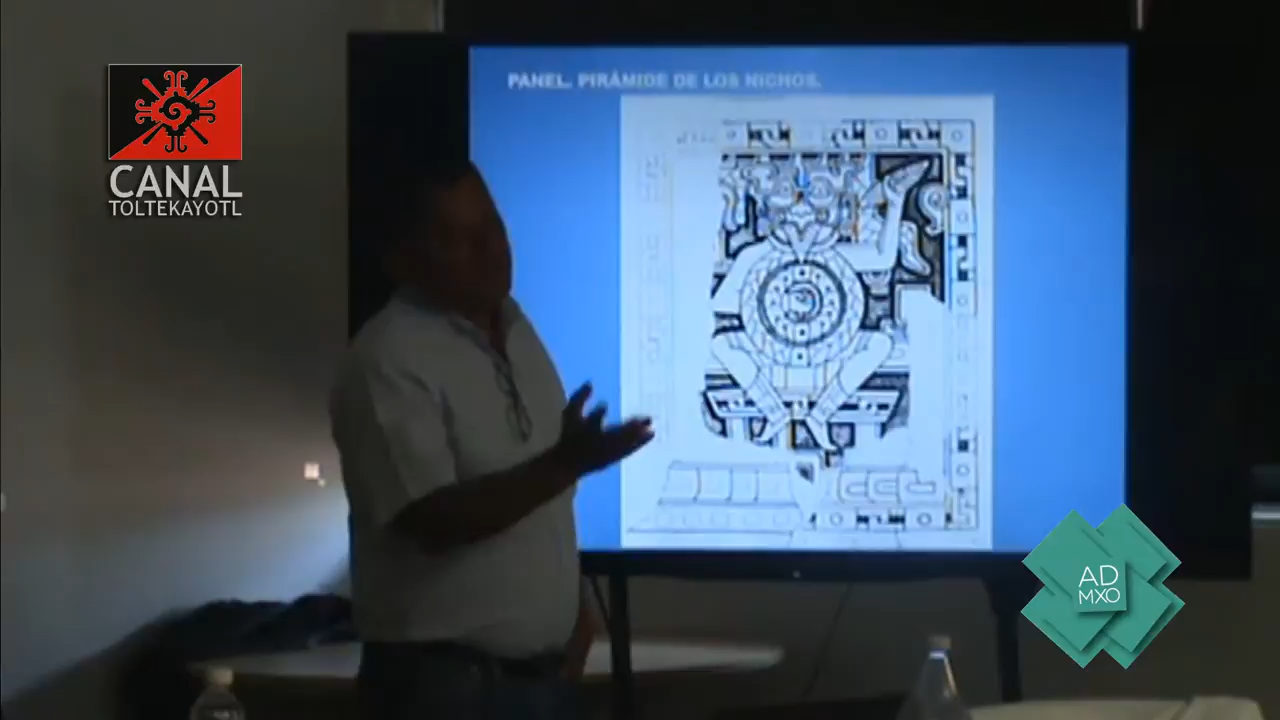 CANAL
TOLTEKAYOTL
PANEL. PIRÁMIDE DE LOS NICHOS.
AD
MXO